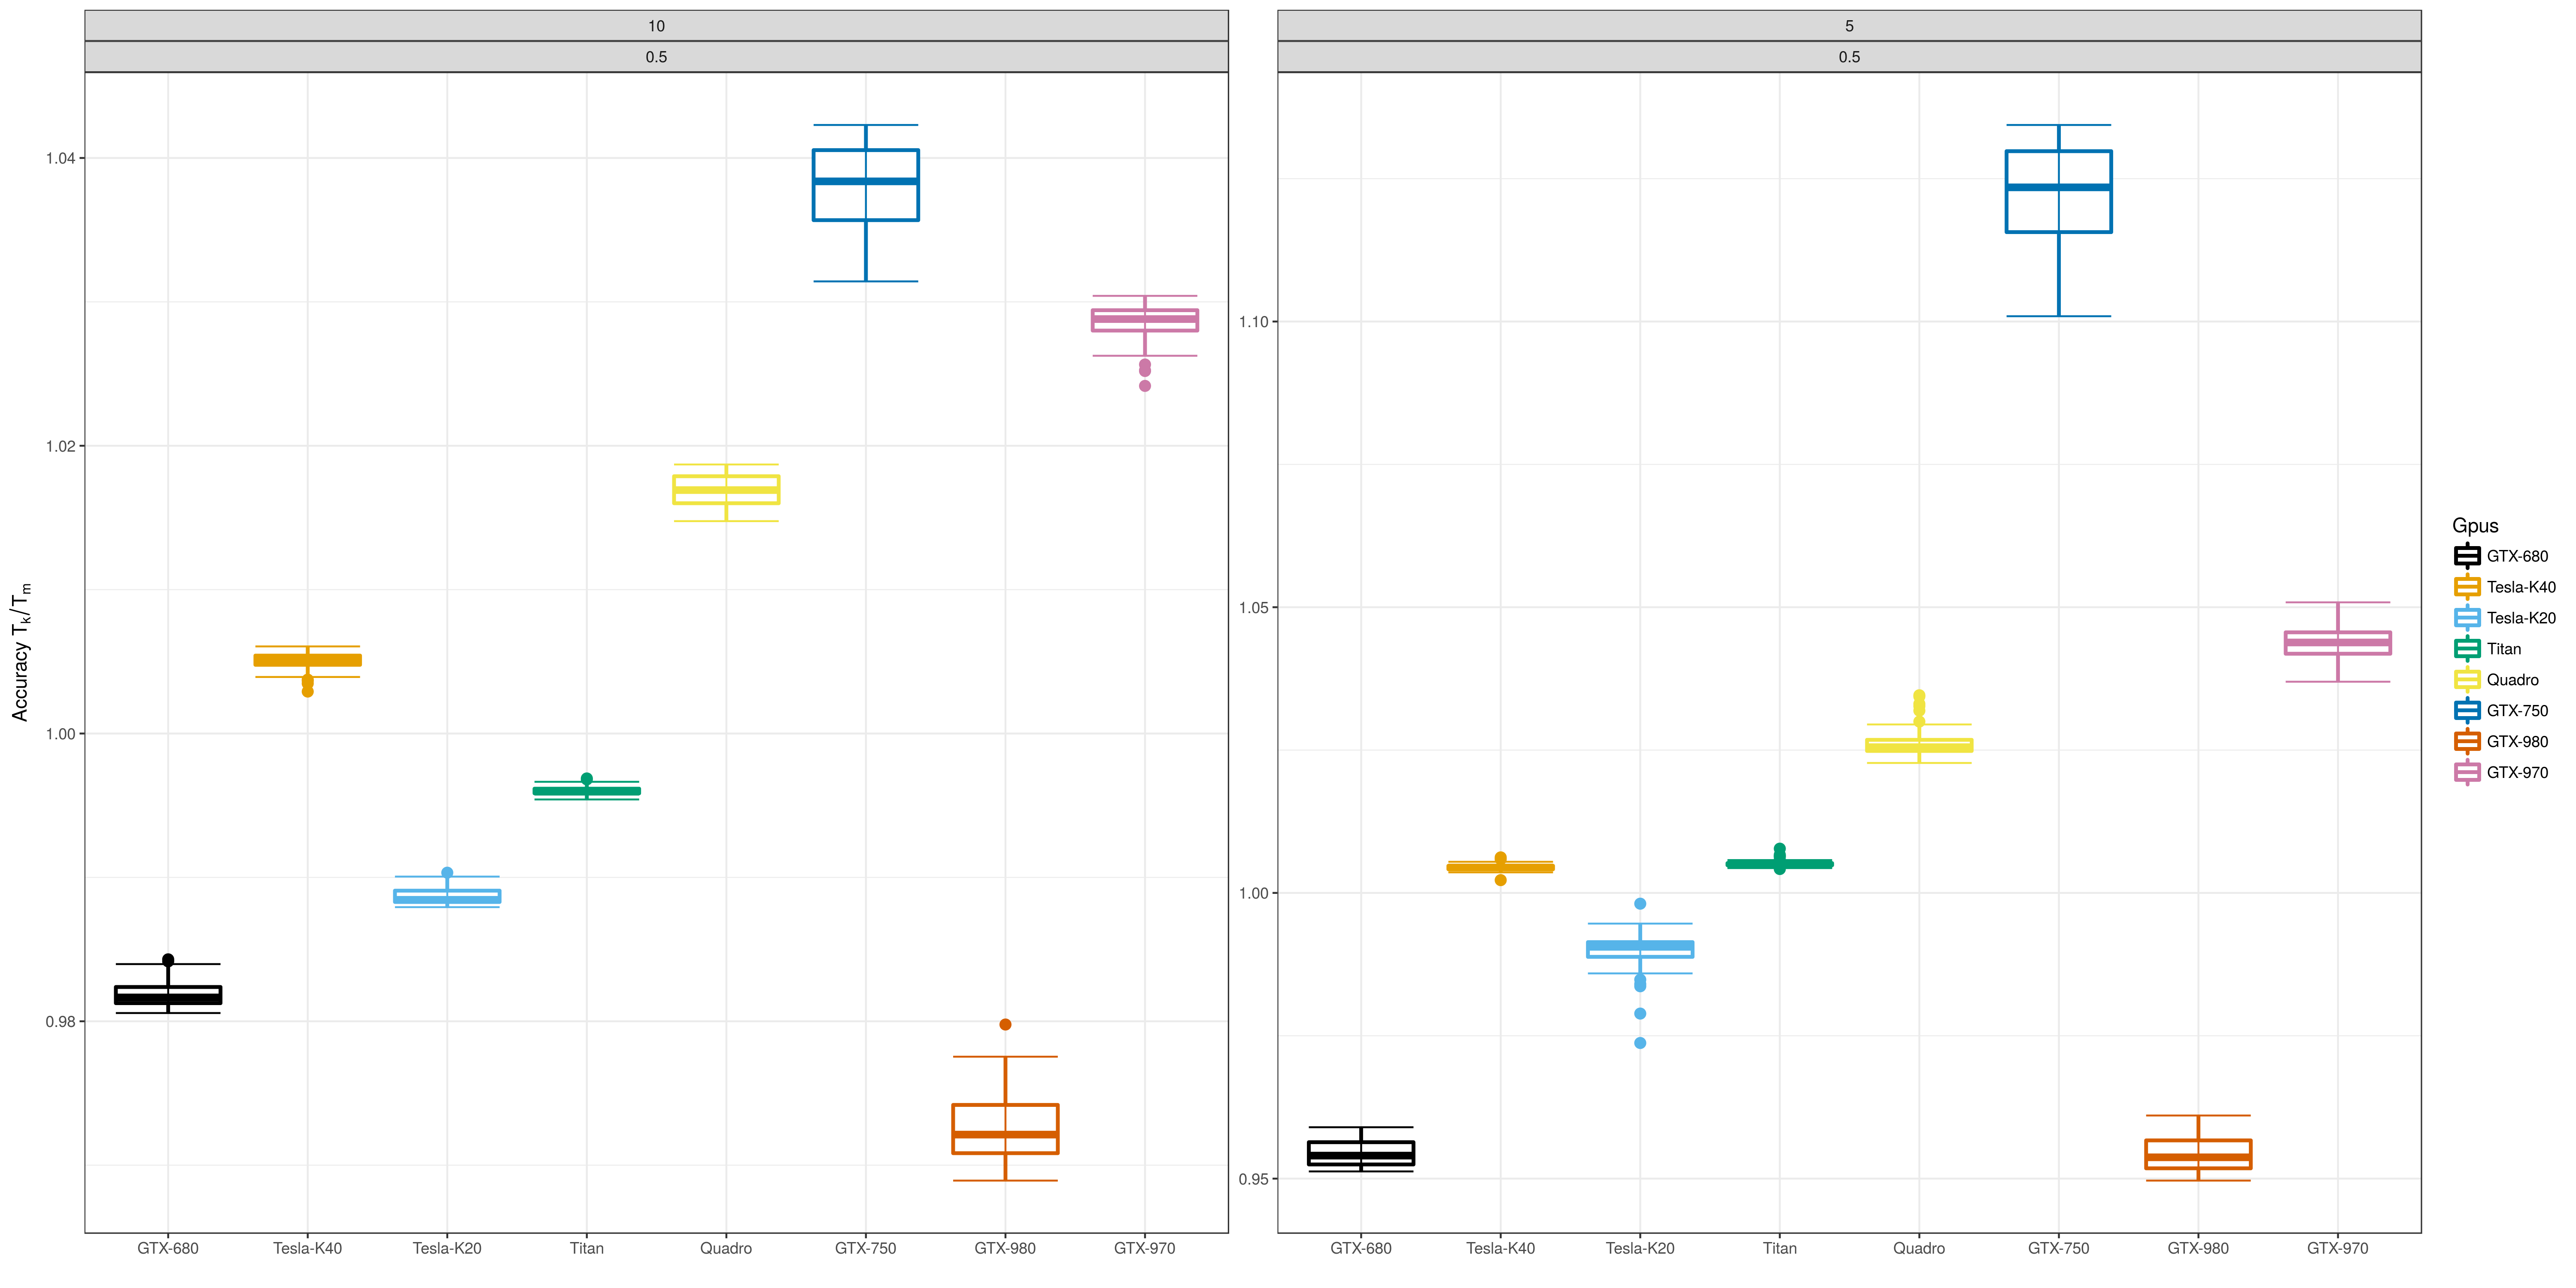 10
0.5
5
0.5
Accuracy Tk/Tm
1.04
1.02
1.00
0.98
1.10
1.05
1.00
0.95
GTX-680 Tesla-K40 Tesla-K20 Titan Quadro GTX-750 GTX-980 GTX-970
GTX-680 Tesla-K40 Tesla-K20 Titan Quadro GTX-750 GTX-980 GTX-970
Gpus
GTX-680
Tesla-K40
Tesla-K20
Titan
Quadro
GTX-750
GTX-980
GTX-970